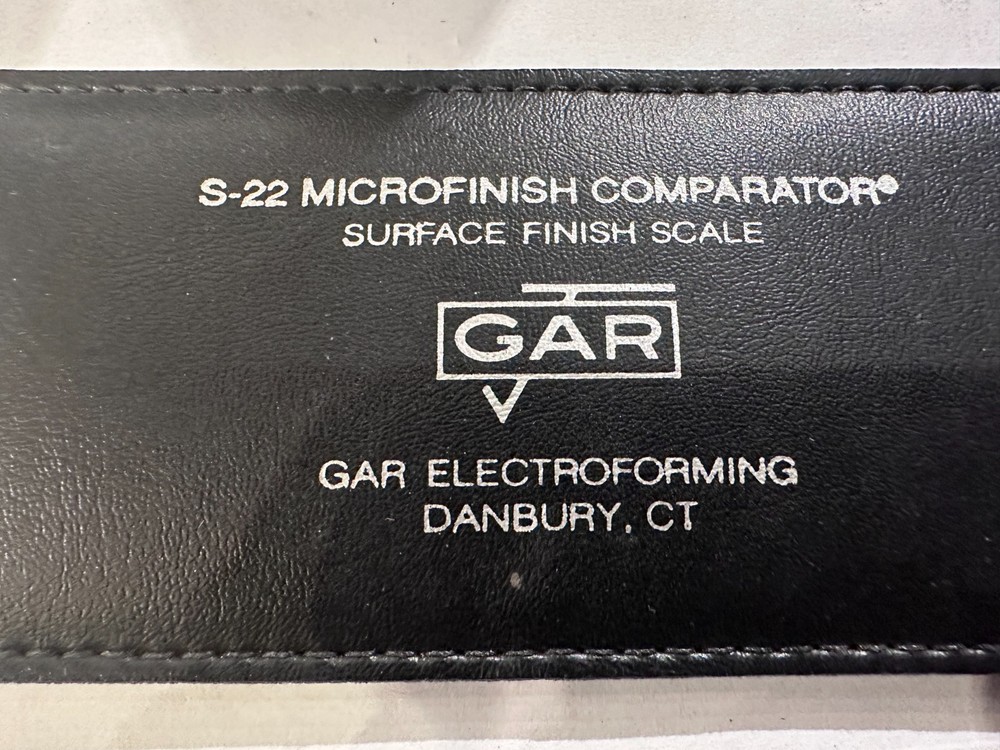 S-22 MICROFINISH COMPARATOR®
SURFACE FINISH SCALE
GAR
GAR ELECTROFORMING
DANBURY, CT